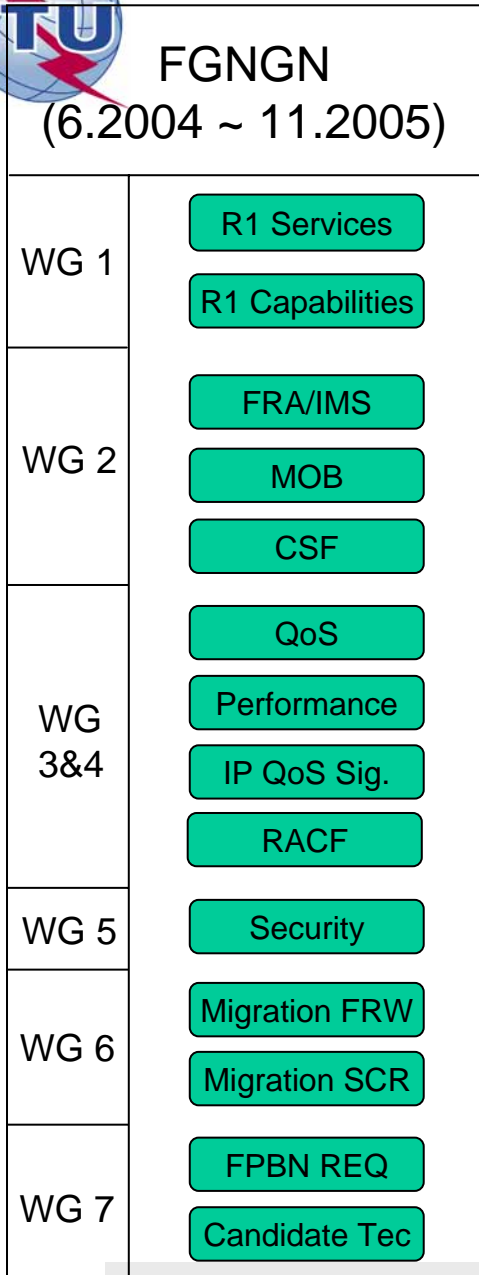 TU
FGNGN
(6.2004 ~ 11.2005)
WG 1
R1 Services
R1 Capabilities
WG 2
FRA/IMS
MOB
CSF
WG
3&4
QoS
Performance
IP QoS Sig.
RACF
WG 5
Security
WG 6
Migration FRW
Migration SCR
WG 7
FPBN REQ
Candidate Tec